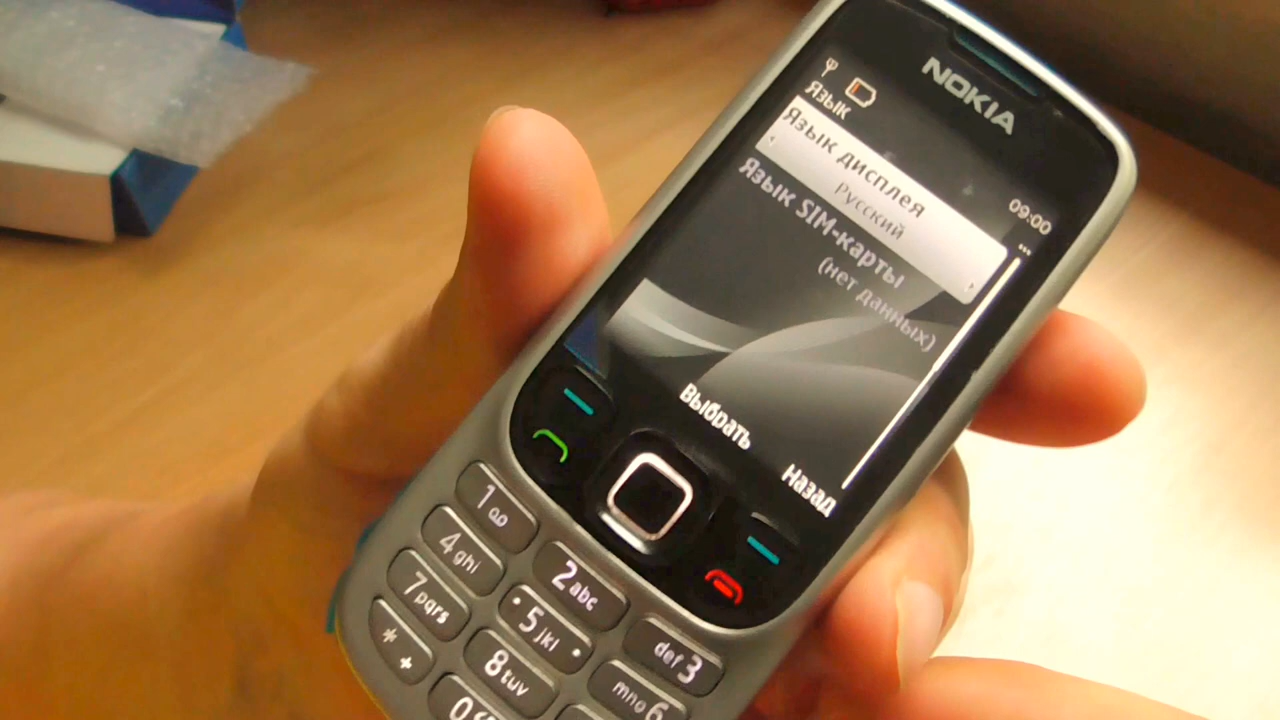 NOKIA
09:00
Язык
...
Язык дисплея
Русский
Язык SIM-карты
(нет данных)
Выбрать
Назад
1
2 abc
def 3
4 ghi
5 jkl
mno 6
7 pqrs
8 tuv
* +
0